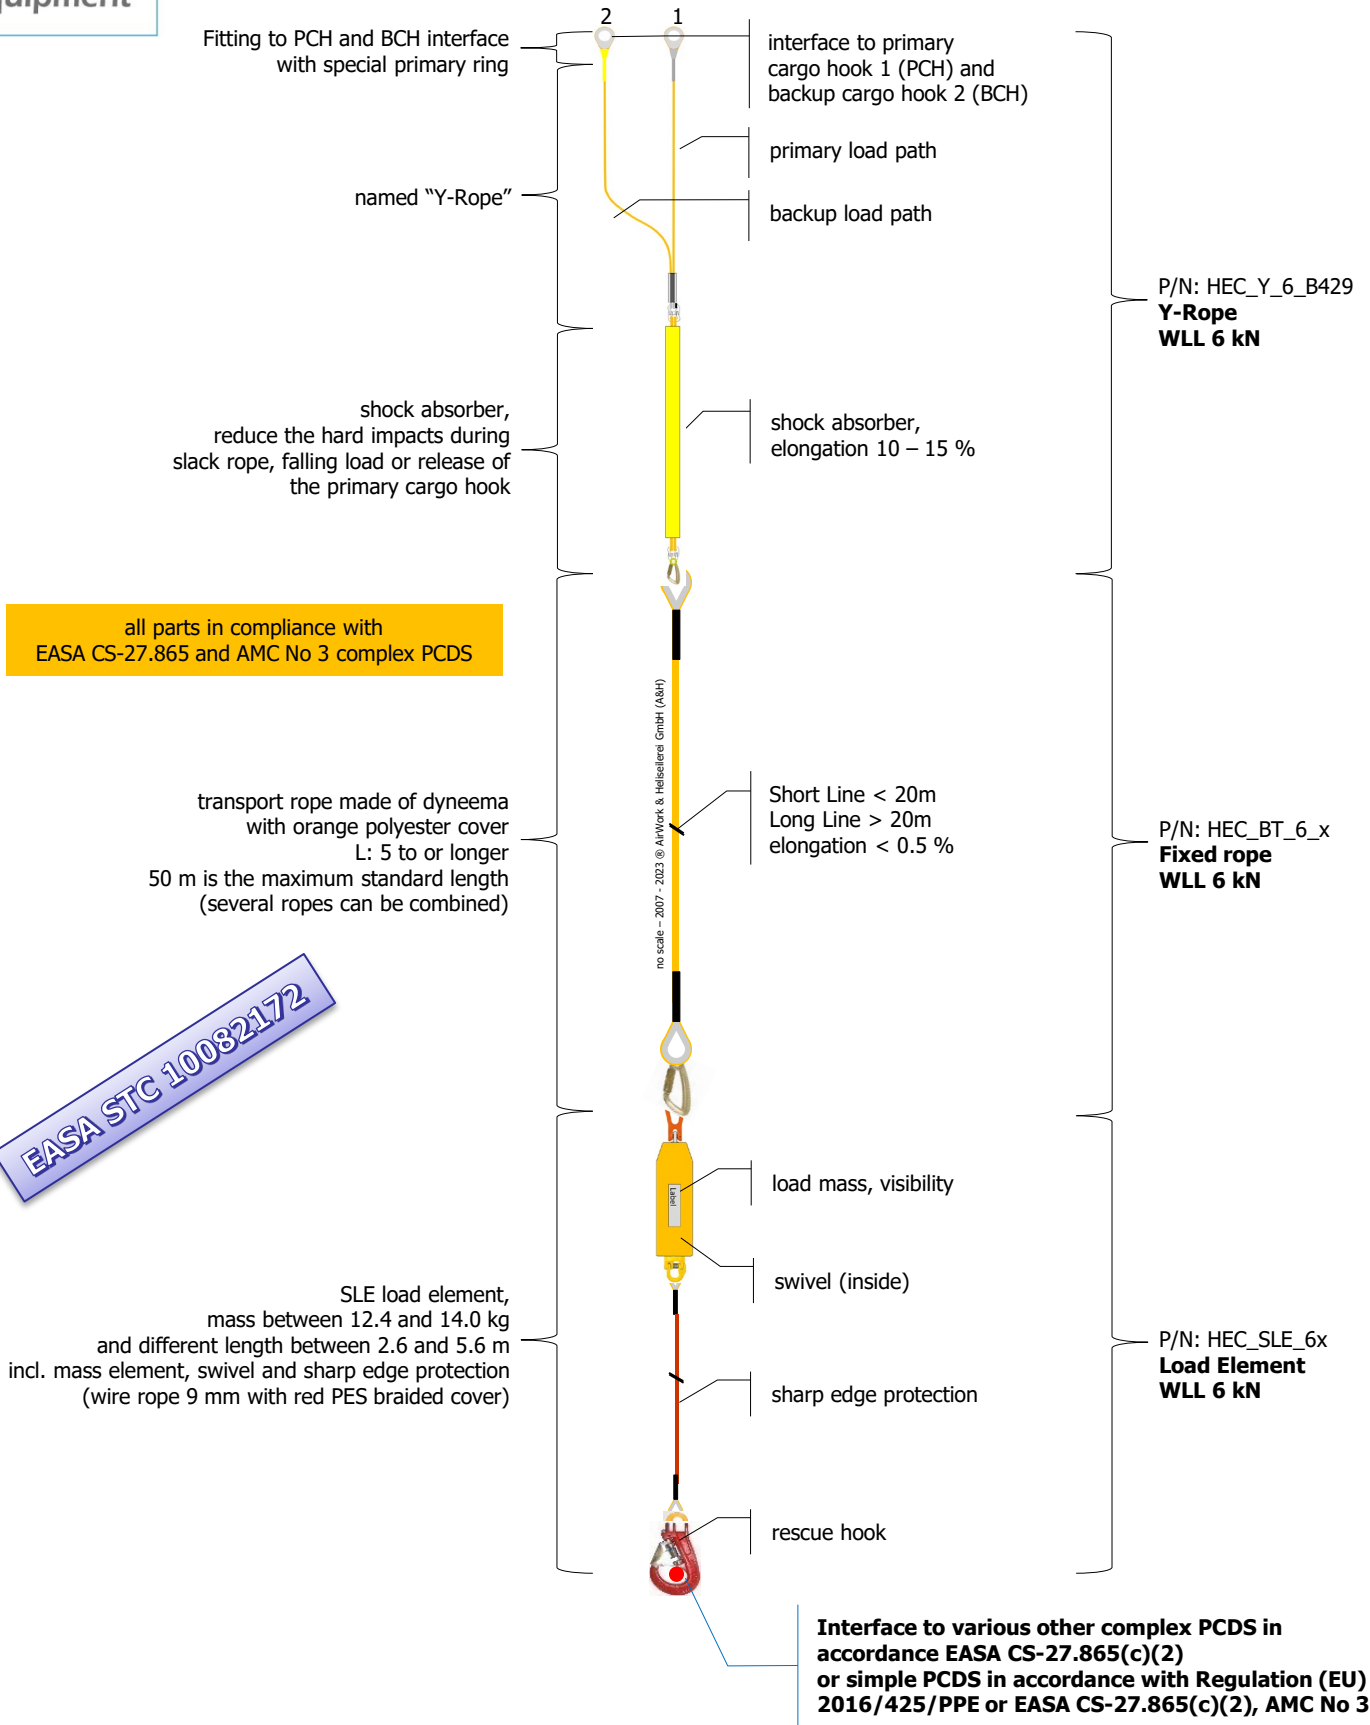 2 1
Fitting to PCH and BCH interface
with special primary ring
interface to primary
cargo hook 1 (PCH) and
backup cargo hook 2 (BCH)
primary load path
named “Y-Rope”
backup load path
P/N: HEC_Y_6_B429
Y-Rope
WLL 6 kN
shock absorber,
reduce the hard impacts during
slack rope, falling load or release of
the primary cargo hook
shock absorber,
elongation 10 – 15 %
all parts in compliance with
EASA CS-27.865 and AMC No 3 complex PCDS
no scale – 2007 - 2023 ® AirWork & Heliseilerei GmbH (A&H)
transport rope made of dyneema
with orange polyester cover
L: 5 to or longer
50 m is the maximum standard length
(several ropes can be combined)
Short Line < 20m
Long Line > 20m
elongation < 0.5 %
P/N: HEC_BT_6_x
Fixed rope
WLL 6 kN
EASA STC 10082172
load mass, visibility
Label
swivel (inside)
SLE load element,
mass between 12.4 and 14.0 kg
and different length between 2.6 and 5.6 m
incl. mass element, swivel and sharp edge protection
(wire rope 9 mm with red PES braided cover)
P/N: HEC_SLE_6x
Load Element
WLL 6 kN
sharp edge protection
rescue hook
Interface to various other complex PCDS in
accordance EASA CS-27.865(c)(2)
or simple PCDS in accordance with Regulation (EU)
2016/425/PPE or EASA CS-27.865(c)(2), AMC No 3